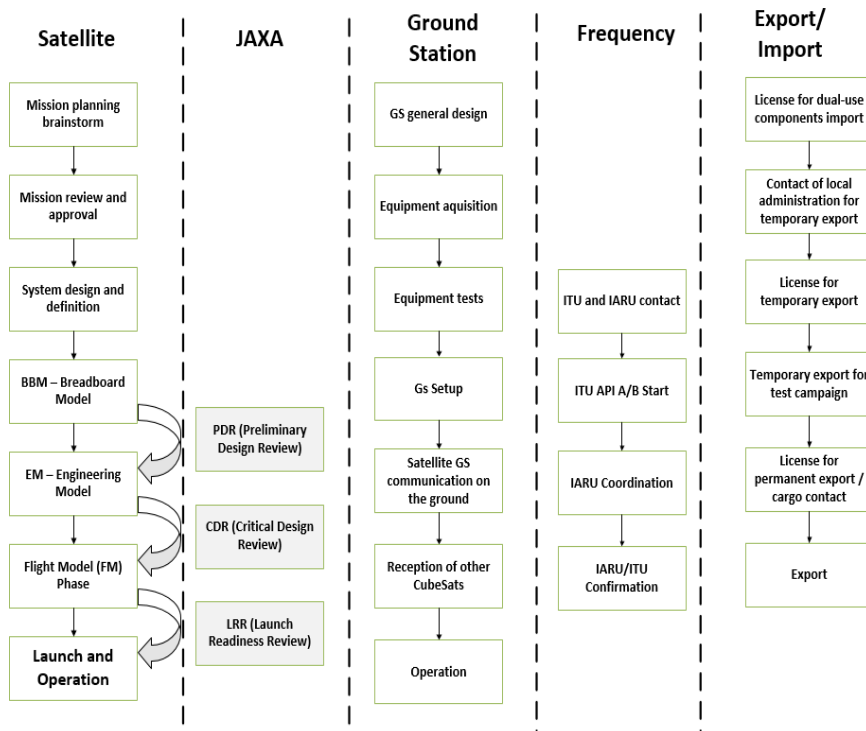 Satellite
Mission planning
brainstorm
Mission review and
approval
System design and
definition
BBM – Breadboard
Model
EM – Engineering
Model
Flight Model (FM)
Phase
Launch and
Operation
JAXA
PDR (Preliminary
Design Review)
CDR (Critical Design
Review)
LRR (Launch
Readiness Review)
Ground
Station
GS general design
Equipment aquisition
Equipment tests
Gs Setup
Satellite GS
communication on
the ground
Reception of other
CubeSats
Operation
Frequency
ITU and IARU contact
ITU API A/B Start
IARU Coordination
IARU/ITU
Confirmation
Export/
Import
License for dual-use
components import
Contact of local
administration for
temporary export
License for
temporary export
Temporary export for
test campaign
License for
permanent export /
cargo contact
Export